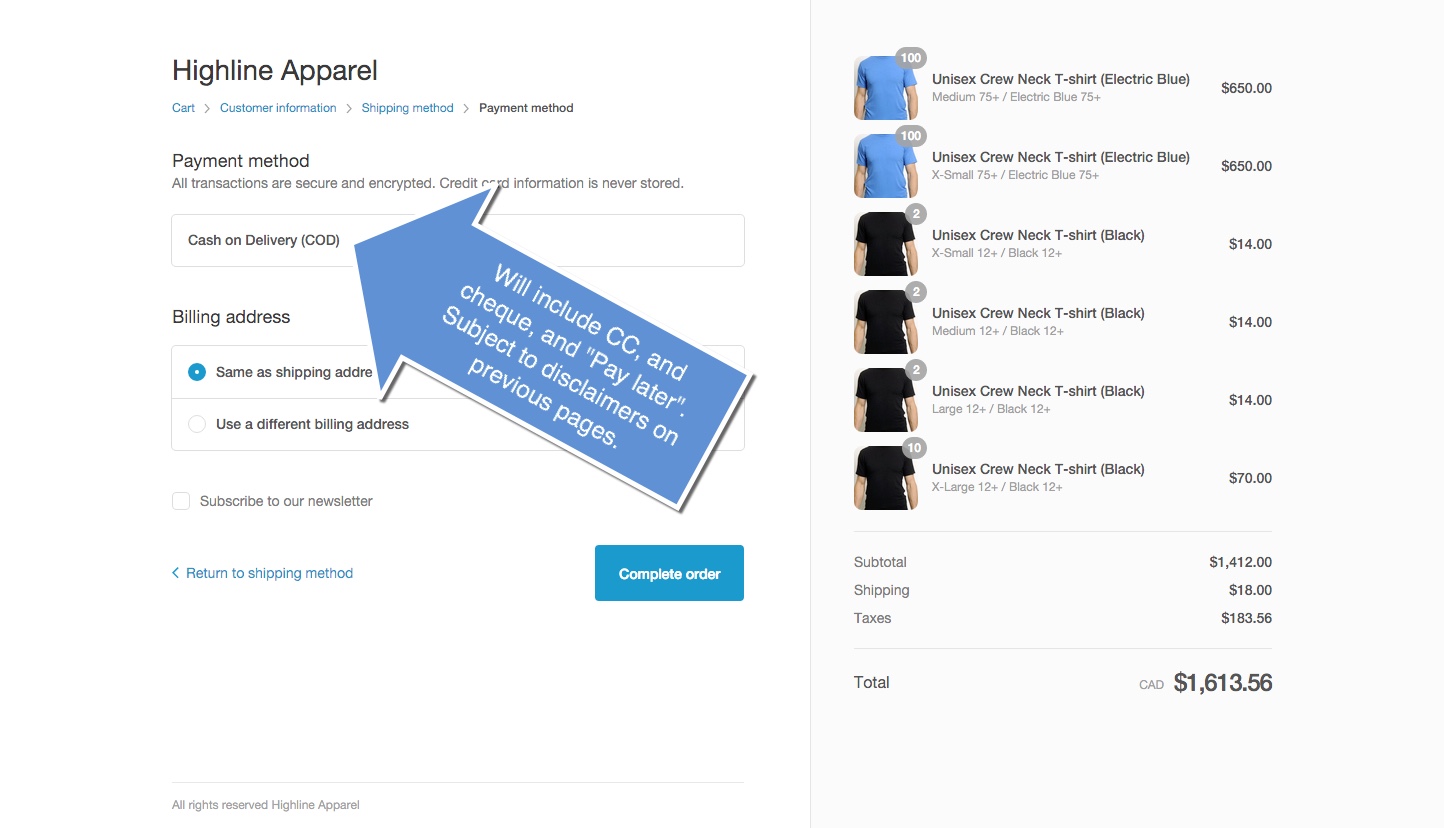 Highline Apparel
Cart > Customer information > Shipping method > Payment method
Payment method
All transactions are secure and encrypted. Credit card information is never stored.
Cash on Delivery (COD)
Will include CC, and
cheque, and "Pay later".
Subject to disclaimers on
previous pages.
Billing address
Same as shipping addre
Use a different billing address
Subscribe to our newsletter
Return to shipping method
Complete order
All rights reserved Highline Apparel
100
Unisex Crew Neck T-shirt (Electric Blue)
Medium 75+ / Electric Blue 75+
$650.00
100
Unisex Crew Neck T-shirt (Electric Blue)
X-Small 75+ / Electric Blue 75+
$650.00
2
Unisex Crew Neck T-shirt (Black)
X-Small 12+ / Black 12+
$14.00
2
Unisex Crew Neck T-shirt (Black)
Medium 12+ / Black 12+
$14.00
2
Unisex Crew Neck T-shirt (Black)
Large 12+ / Black 12+
$14.00
10
Unisex Crew Neck T-shirt (Black)
X-Large 12+ / Black 12+
$70.00
Subtotal $1,412.00
Shipping $18.00
Taxes $183.56
Total CAD $1,613.56